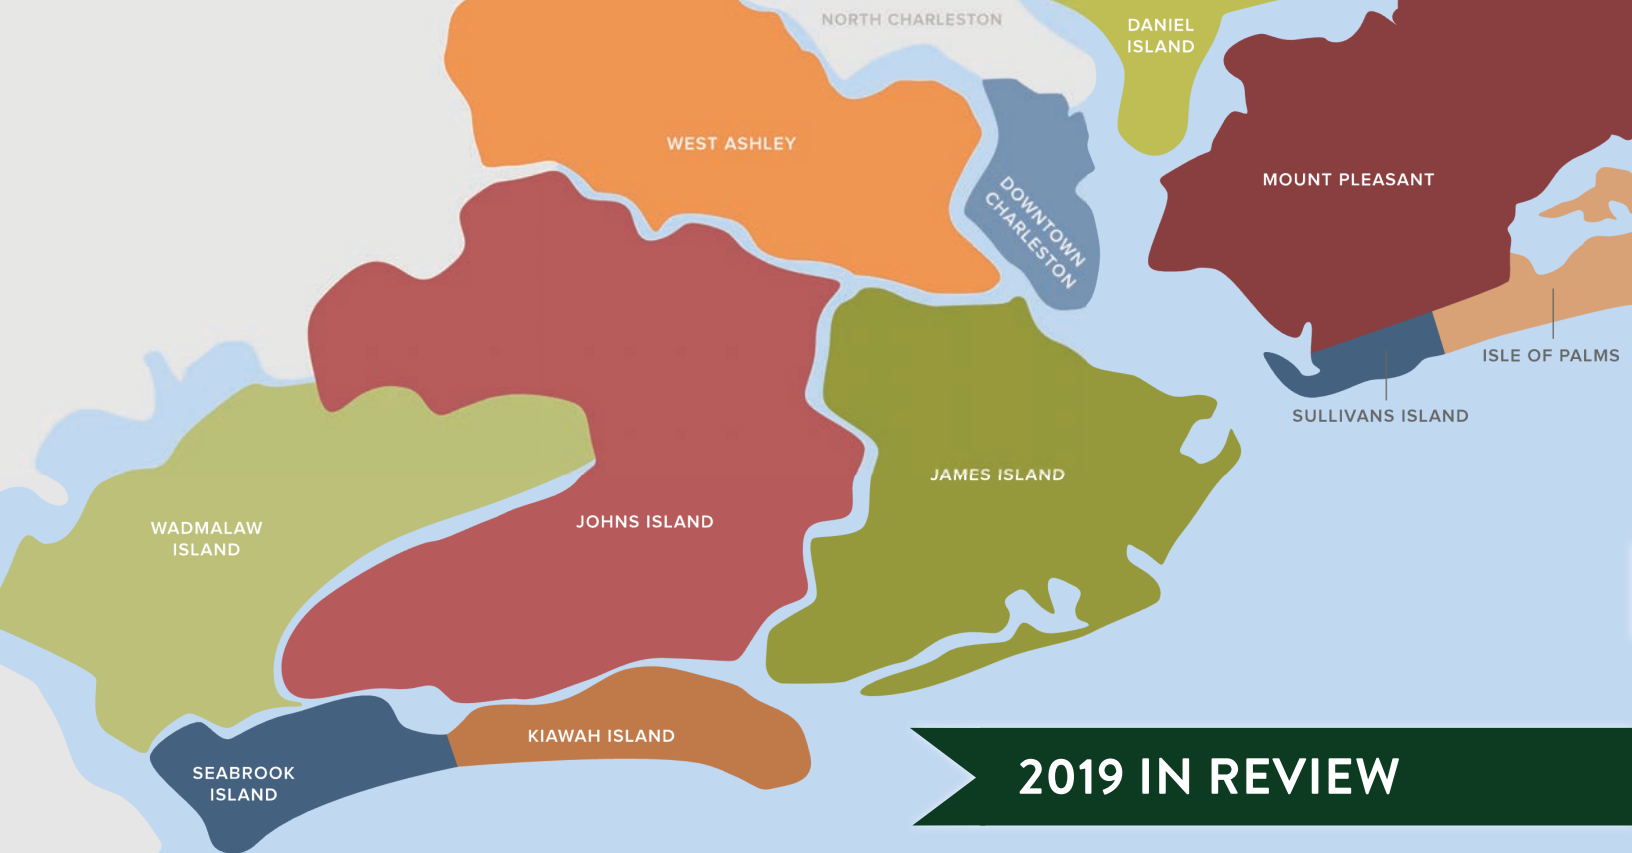 NORTH CHARLESTON
DANIEL
ISLAND
WEST ASHLEY
MOUNT PLEASANT
DOWNTOWN
CHARLESTON
ISLE OF PALMS
SULLIVANS ISLAND
JAMES ISLAND
JOHNS ISLAND
WADMALAW
ISLAND
KIAWAH ISLAND
SEABROOK
ISLAND
2019 IN REVIEW